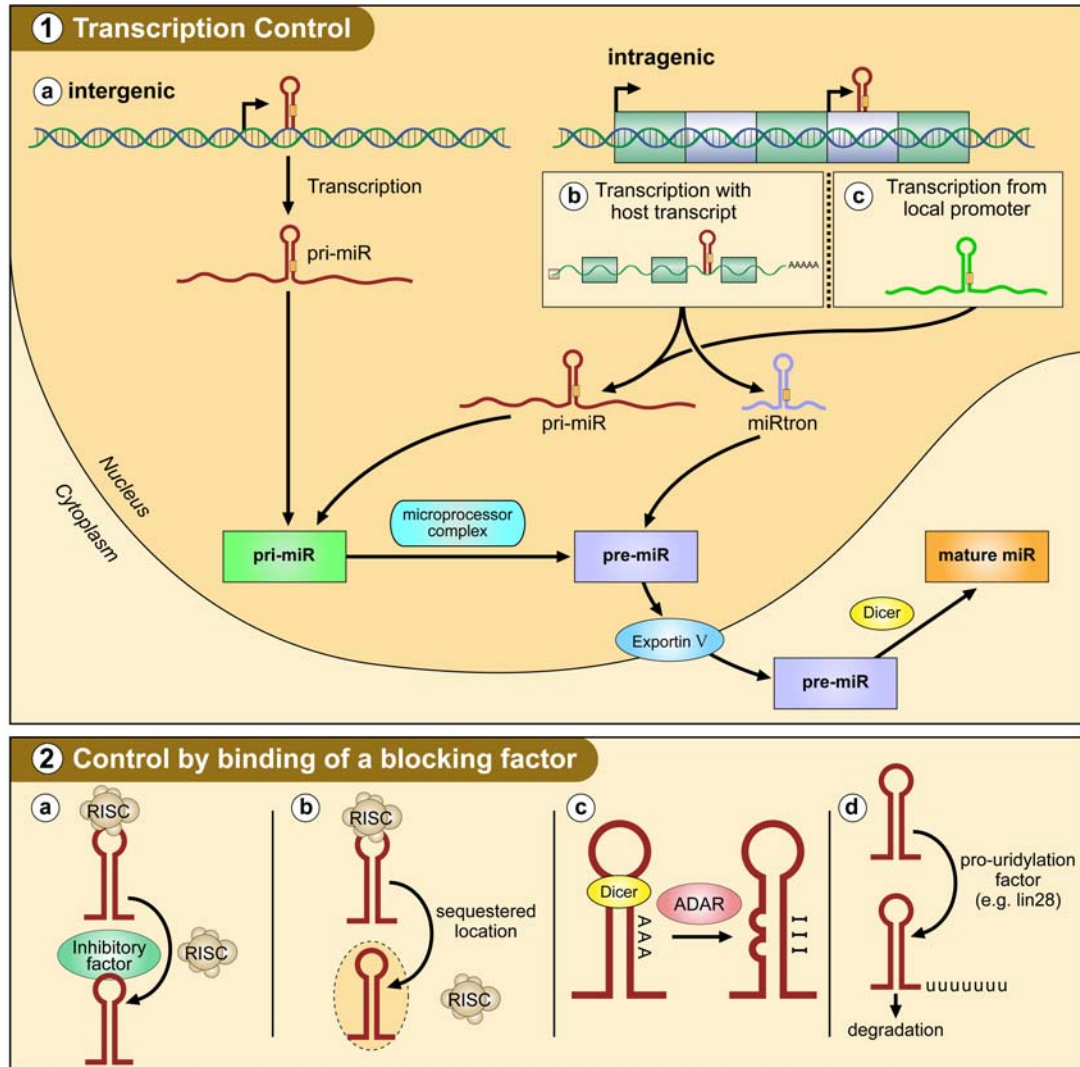 1 Transcription Control
a intergenic
intragenic
Transcription
pri-miR
b Transcription with
host transcript
AAAAA
c Transcription from
local promoter
pri-miR
miRtron
Nucleus
Cytoplasm
microprocessor
complex
pri-miR
pre-miR
mature miR
Dicer
Exportin V
pre-miR
2 Control by binding of a blocking factor
a
RISC
Inhibitory
factor
RISC
b
RISC
sequestered
location
RISC
c
Dicer
AAA
ADAR
III
d
pro-uridylation
factor
(e.g. lin28)
uuuuuuu
degradation